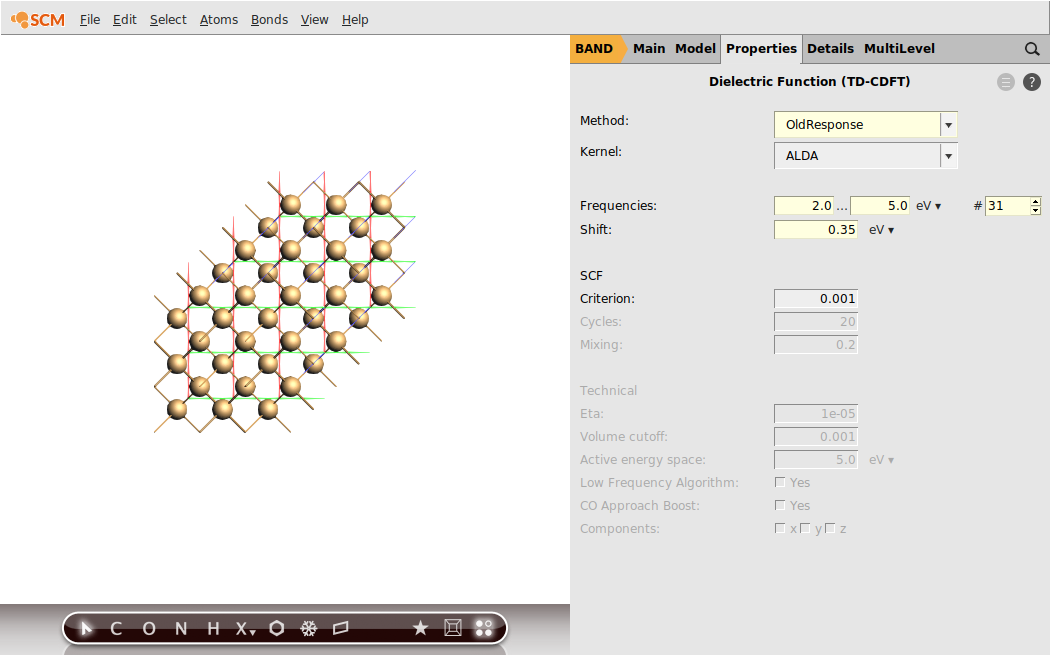 SCM File Edit Select Atoms Bonds View Help
BAND Main Model Properties Details MultiLevel
Dielectric Function (TD-CDFT) ?
Method: OldResponse
Kernel: ALDA
Frequencies: 2.0 ... 5.0 eV # 31
Shift: 0.35 eV
SCF
Criterion: 0.001
Cycles: 20
Mixing: 0.2
Technical
Eta: 1e-05
Volume cutoff: 0.001
Active energy space: 5.0 eV
Low Frequency Algorithm: Yes
CO Approach Boost: Yes
Components: x y z
C O N H X